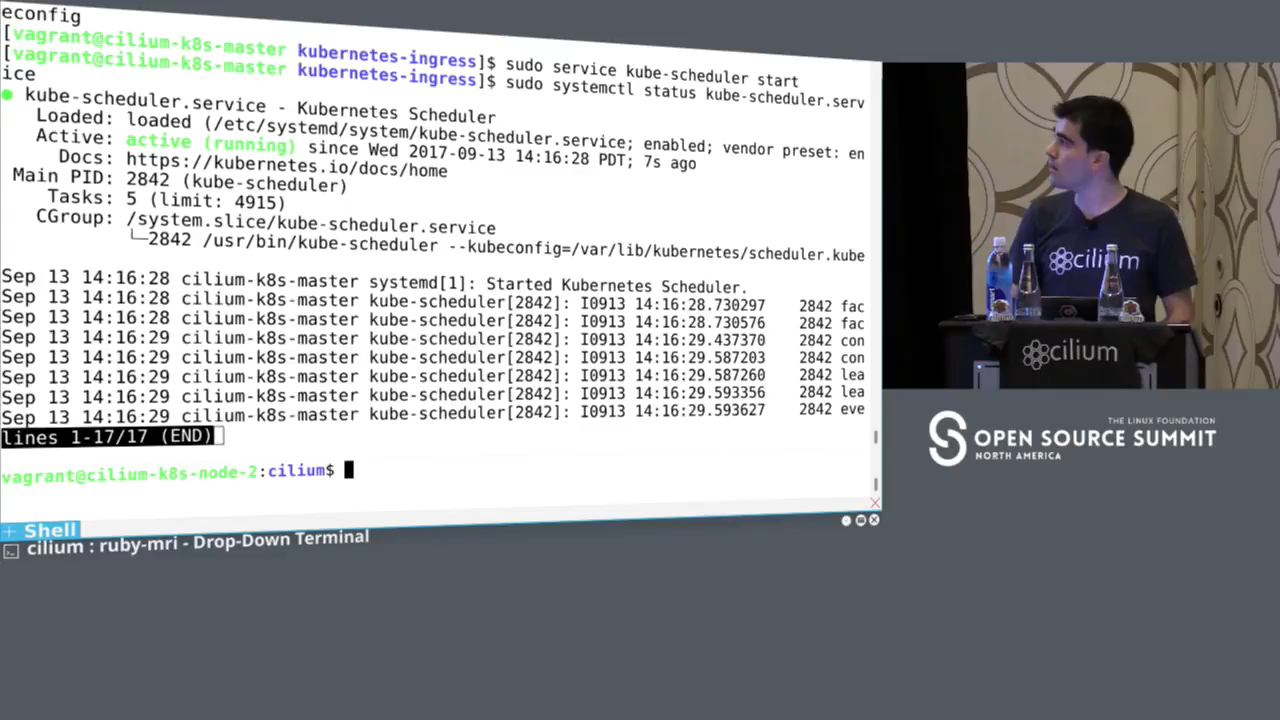 econfig
[vagrant@cilium-k8s-master kubernetes-ingress]$ sudo service kube-scheduler start
[vagrant@cilium-k8s-master kubernetes-ingress]$ sudo systemctl status kube-scheduler.serv
ice
● kube-scheduler.service - Kubernetes Scheduler
Loaded: loaded (/etc/systemd/system/kube-scheduler.service; enabled; vendor preset: en
Active: active (running) since Wed 2017-09-13 14:16:28 PDT; 7s ago
Docs: https://kubernetes.io/docs/home
Main PID: 2842 (kube-scheduler)
Tasks: 5 (limit: 4915)
CGroup: /system.slice/kube-scheduler.service
└─2842 /usr/bin/kube-scheduler --kubeconfig=/var/lib/kubernetes/scheduler.kube
Sep 13 14:16:28 cilium-k8s-master systemd[1]: Started Kubernetes Scheduler.
Sep 13 14:16:28 cilium-k8s-master kube-scheduler[2842]: I0913 14:16:28.730297 2842 fac
Sep 13 14:16:28 cilium-k8s-master kube-scheduler[2842]: I0913 14:16:28.730576 2842 fac
Sep 13 14:16:29 cilium-k8s-master kube-scheduler[2842]: I0913 14:16:29.437370 2842 con
Sep 13 14:16:29 cilium-k8s-master kube-scheduler[2842]: I0913 14:16:29.587203 2842 con
Sep 13 14:16:29 cilium-k8s-master kube-scheduler[2842]: I0913 14:16:29.587260 2842 lea
Sep 13 14:16:29 cilium-k8s-master kube-scheduler[2842]: I0913 14:16:29.593356 2842 lea
Sep 13 14:16:29 cilium-k8s-master kube-scheduler[2842]: I0913 14:16:29.593627 2842 eve
lines 1-17/17 (END)
vagrant@cilium-k8s-node-2:cilium$
+ Shell
cilium : ruby-mri - Drop-Down Terminal
cilium
cilium
THE LINUX FOUNDATION
OPEN SOURCE SUMMIT
NORTH AMERICA